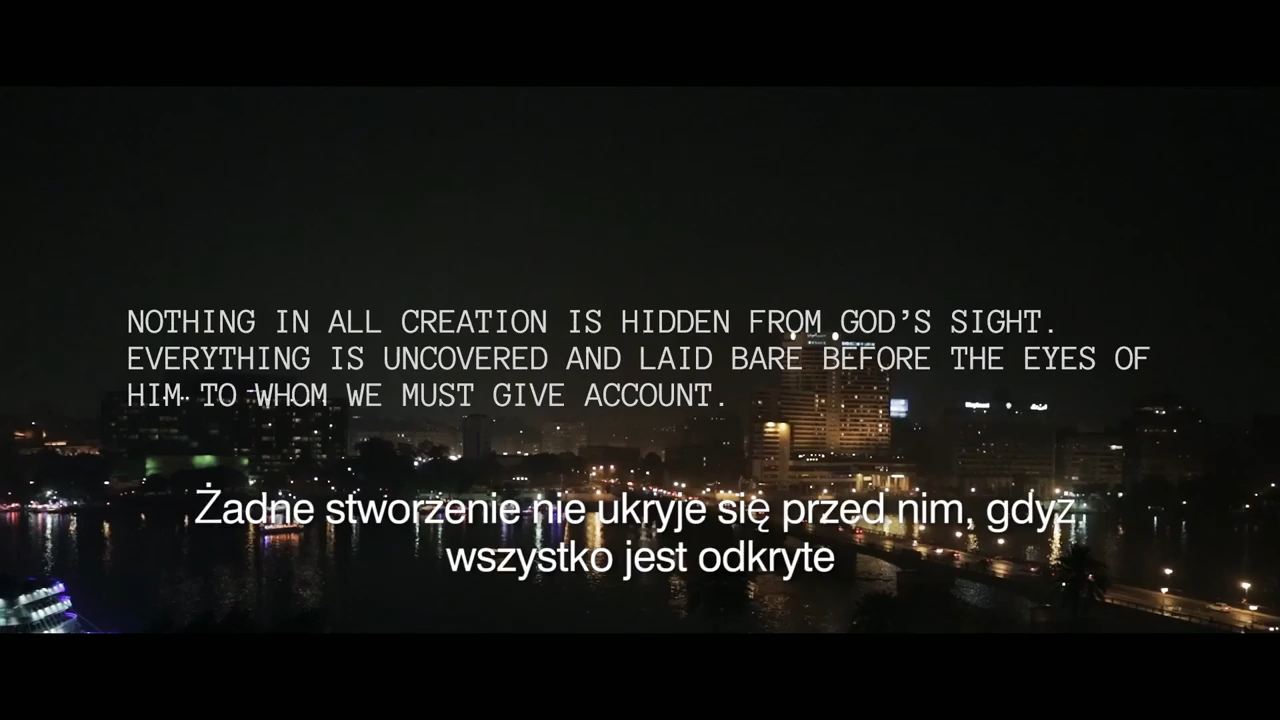 NOTHING IN ALL CREATION IS HIDDEN FROM GOD’S SIGHT.
EVERYTHING IS UNCOVERED AND LAID BARE BEFORE THE EYES OF
HIM TO WHOM WE MUST GIVE ACCOUNT.
Żadne stworzenie nie ukryje się przed nim, gdyż
wszystko jest odkryte